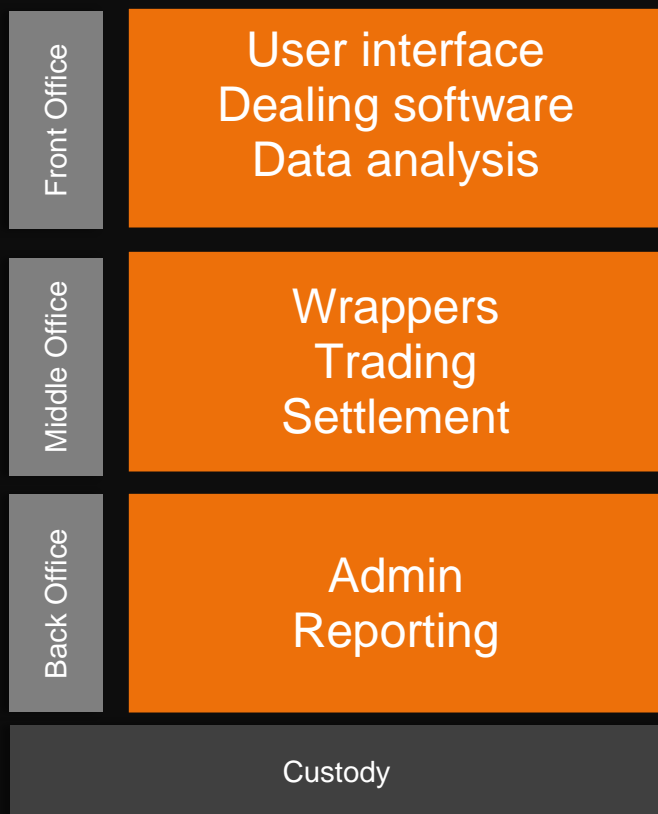 Front Office
User interface
Dealing software
Data analysis
Middle Office
Wrappers
Trading
Settlement
Back Office
Admin
Reporting
Custody